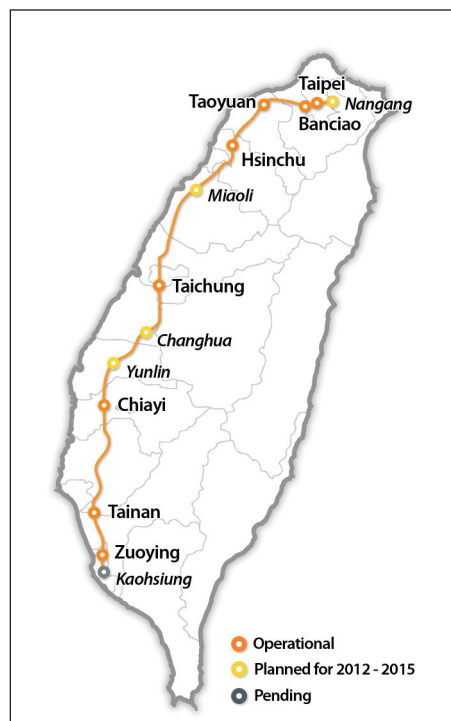 Taipei
Nangang
Taoyuan
Banciao
Hsinchu
Miaoli
Taichung
Changhua
Yunlin
Chiayi
Tainan
Zuoying
Kaohsiung
Operational
Planned for 2012 - 2015
Pending